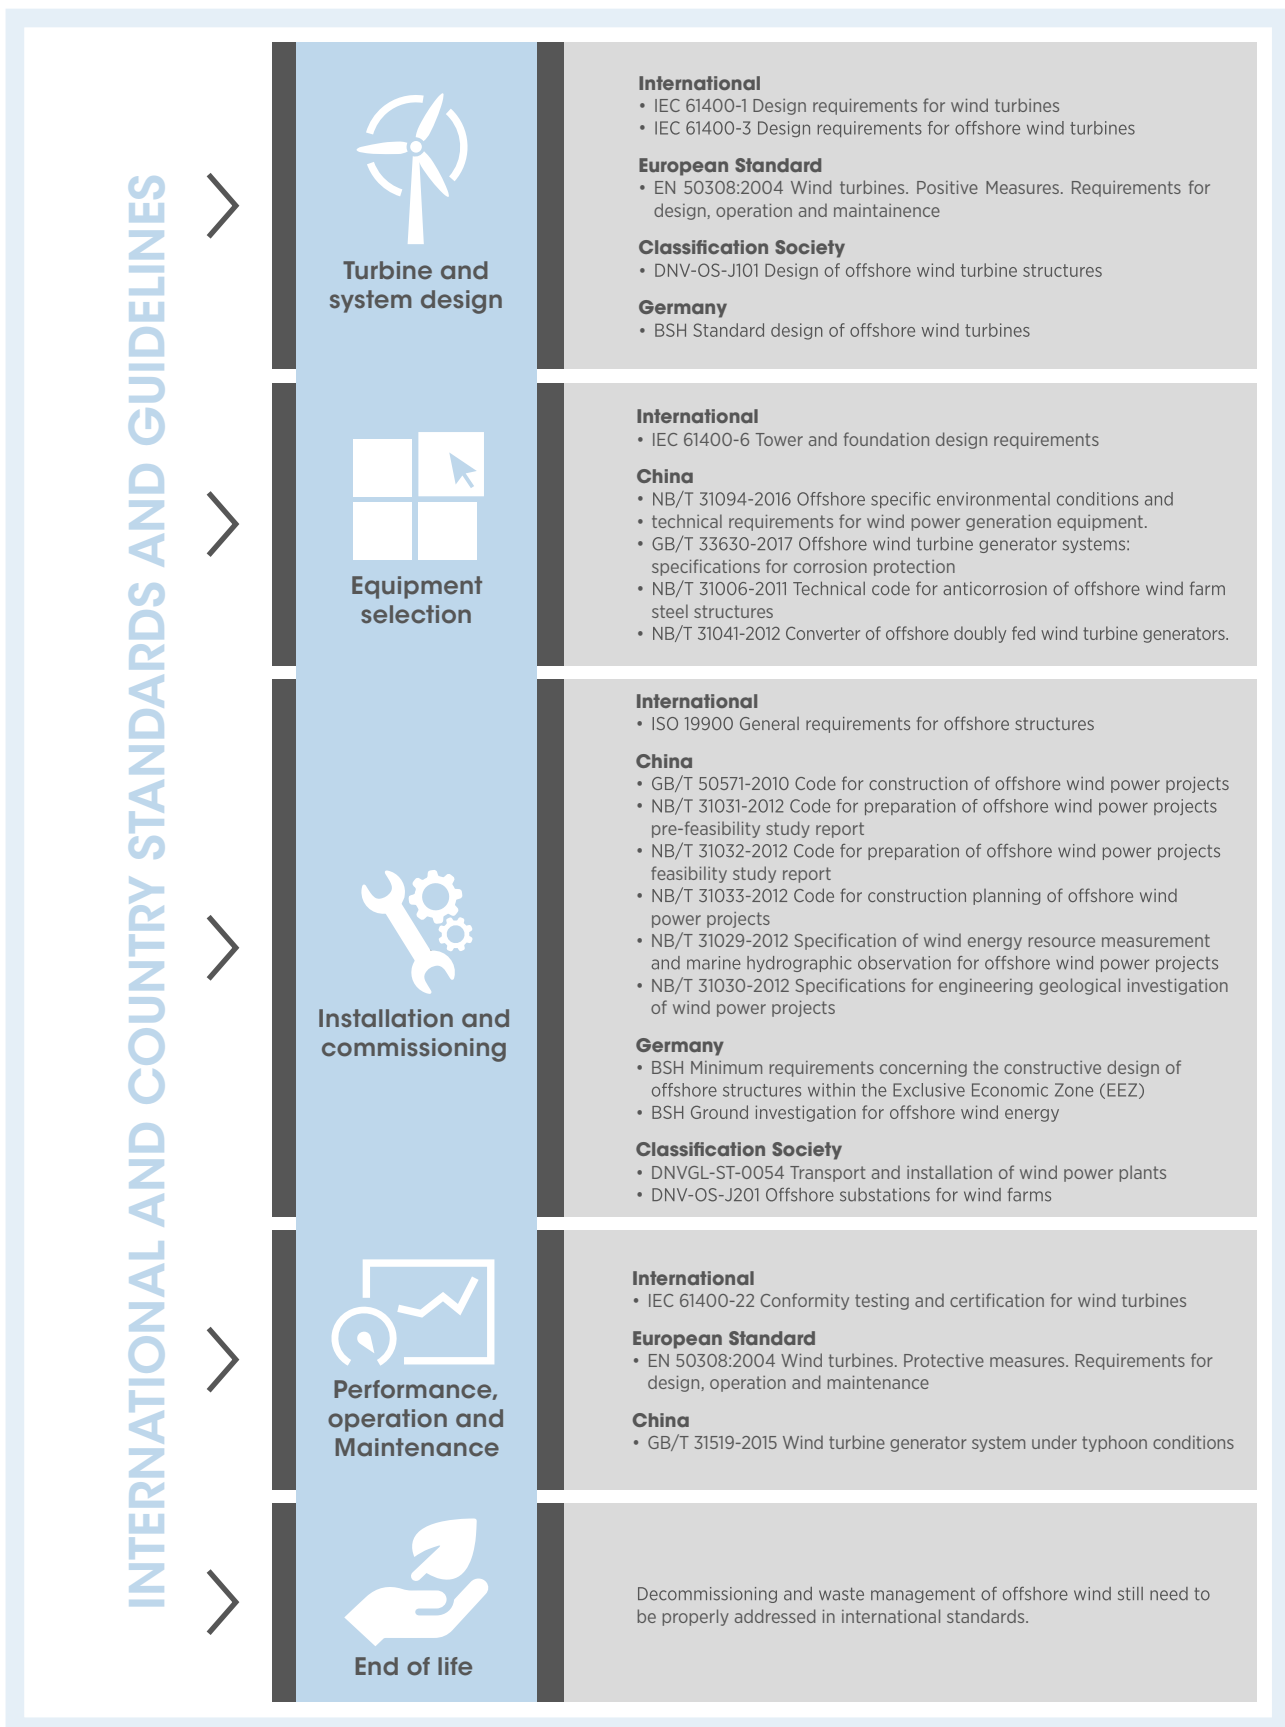 INTERNATIONAL AND COUNTRY STANDARDS AND GUIDELINES
Turbine and
system design
International
• IEC 61400-1 Design requirements for wind turbines
• IEC 61400-3 Design requirements for offshore wind turbines
European Standard
• EN 50308:2004 Wind turbines. Positive Measures. Requirements for
design, operation and maintainence
Classification Society
• DNV-OS-J101 Design of offshore wind turbine structures
Germany
• BSH Standard design of offshore wind turbines
Equipment
selection
International
• IEC 61400-6 Tower and foundation design requirements
China
• NB/T 31094-2016 Offshore specific environmental conditions and
• technical requirements for wind power generation equipment.
• GB/T 33630-2017 Offshore wind turbine generator systems:
specifications for corrosion protection
• NB/T 31006-2011 Technical code for anticorrosion of offshore wind farm
steel structures
• NB/T 31041-2012 Converter of offshore doubly fed wind turbine generators.
Installation and
commissioning
International
• ISO 19900 General requirements for offshore structures
China
• GB/T 50571-2010 Code for construction of offshore wind power projects
• NB/T 31031-2012 Code for preparation of offshore wind power projects
pre-feasibility study report
• NB/T 31032-2012 Code for preparation of offshore wind power projects
feasibility study report
• NB/T 31033-2012 Code for construction planning of offshore wind
power projects
• NB/T 31029-2012 Specification of wind energy resource measurement
and marine hydrographic observation for offshore wind power projects
• NB/T 31030-2012 Specifications for engineering geological investigation
of wind power projects
Germany
• BSH Minimum requirements concerning the constructive design of
offshore structures within the Exclusive Economic Zone (EEZ)
• BSH Ground investigation for offshore wind energy
Classification Society
• DNVGL-ST-0054 Transport and installation of wind power plants
• DNV-OS-J201 Offshore substations for wind farms
Performance,
operation and
Maintenance
International
• IEC 61400-22 Conformity testing and certification for wind turbines
European Standard
• EN 50308:2004 Wind turbines. Protective measures. Requirements for
design, operation and maintenance
China
• GB/T 31519-2015 Wind turbine generator system under typhoon conditions
End of life
Decommissioning and waste management of offshore wind still need to
be properly addressed in international standards.